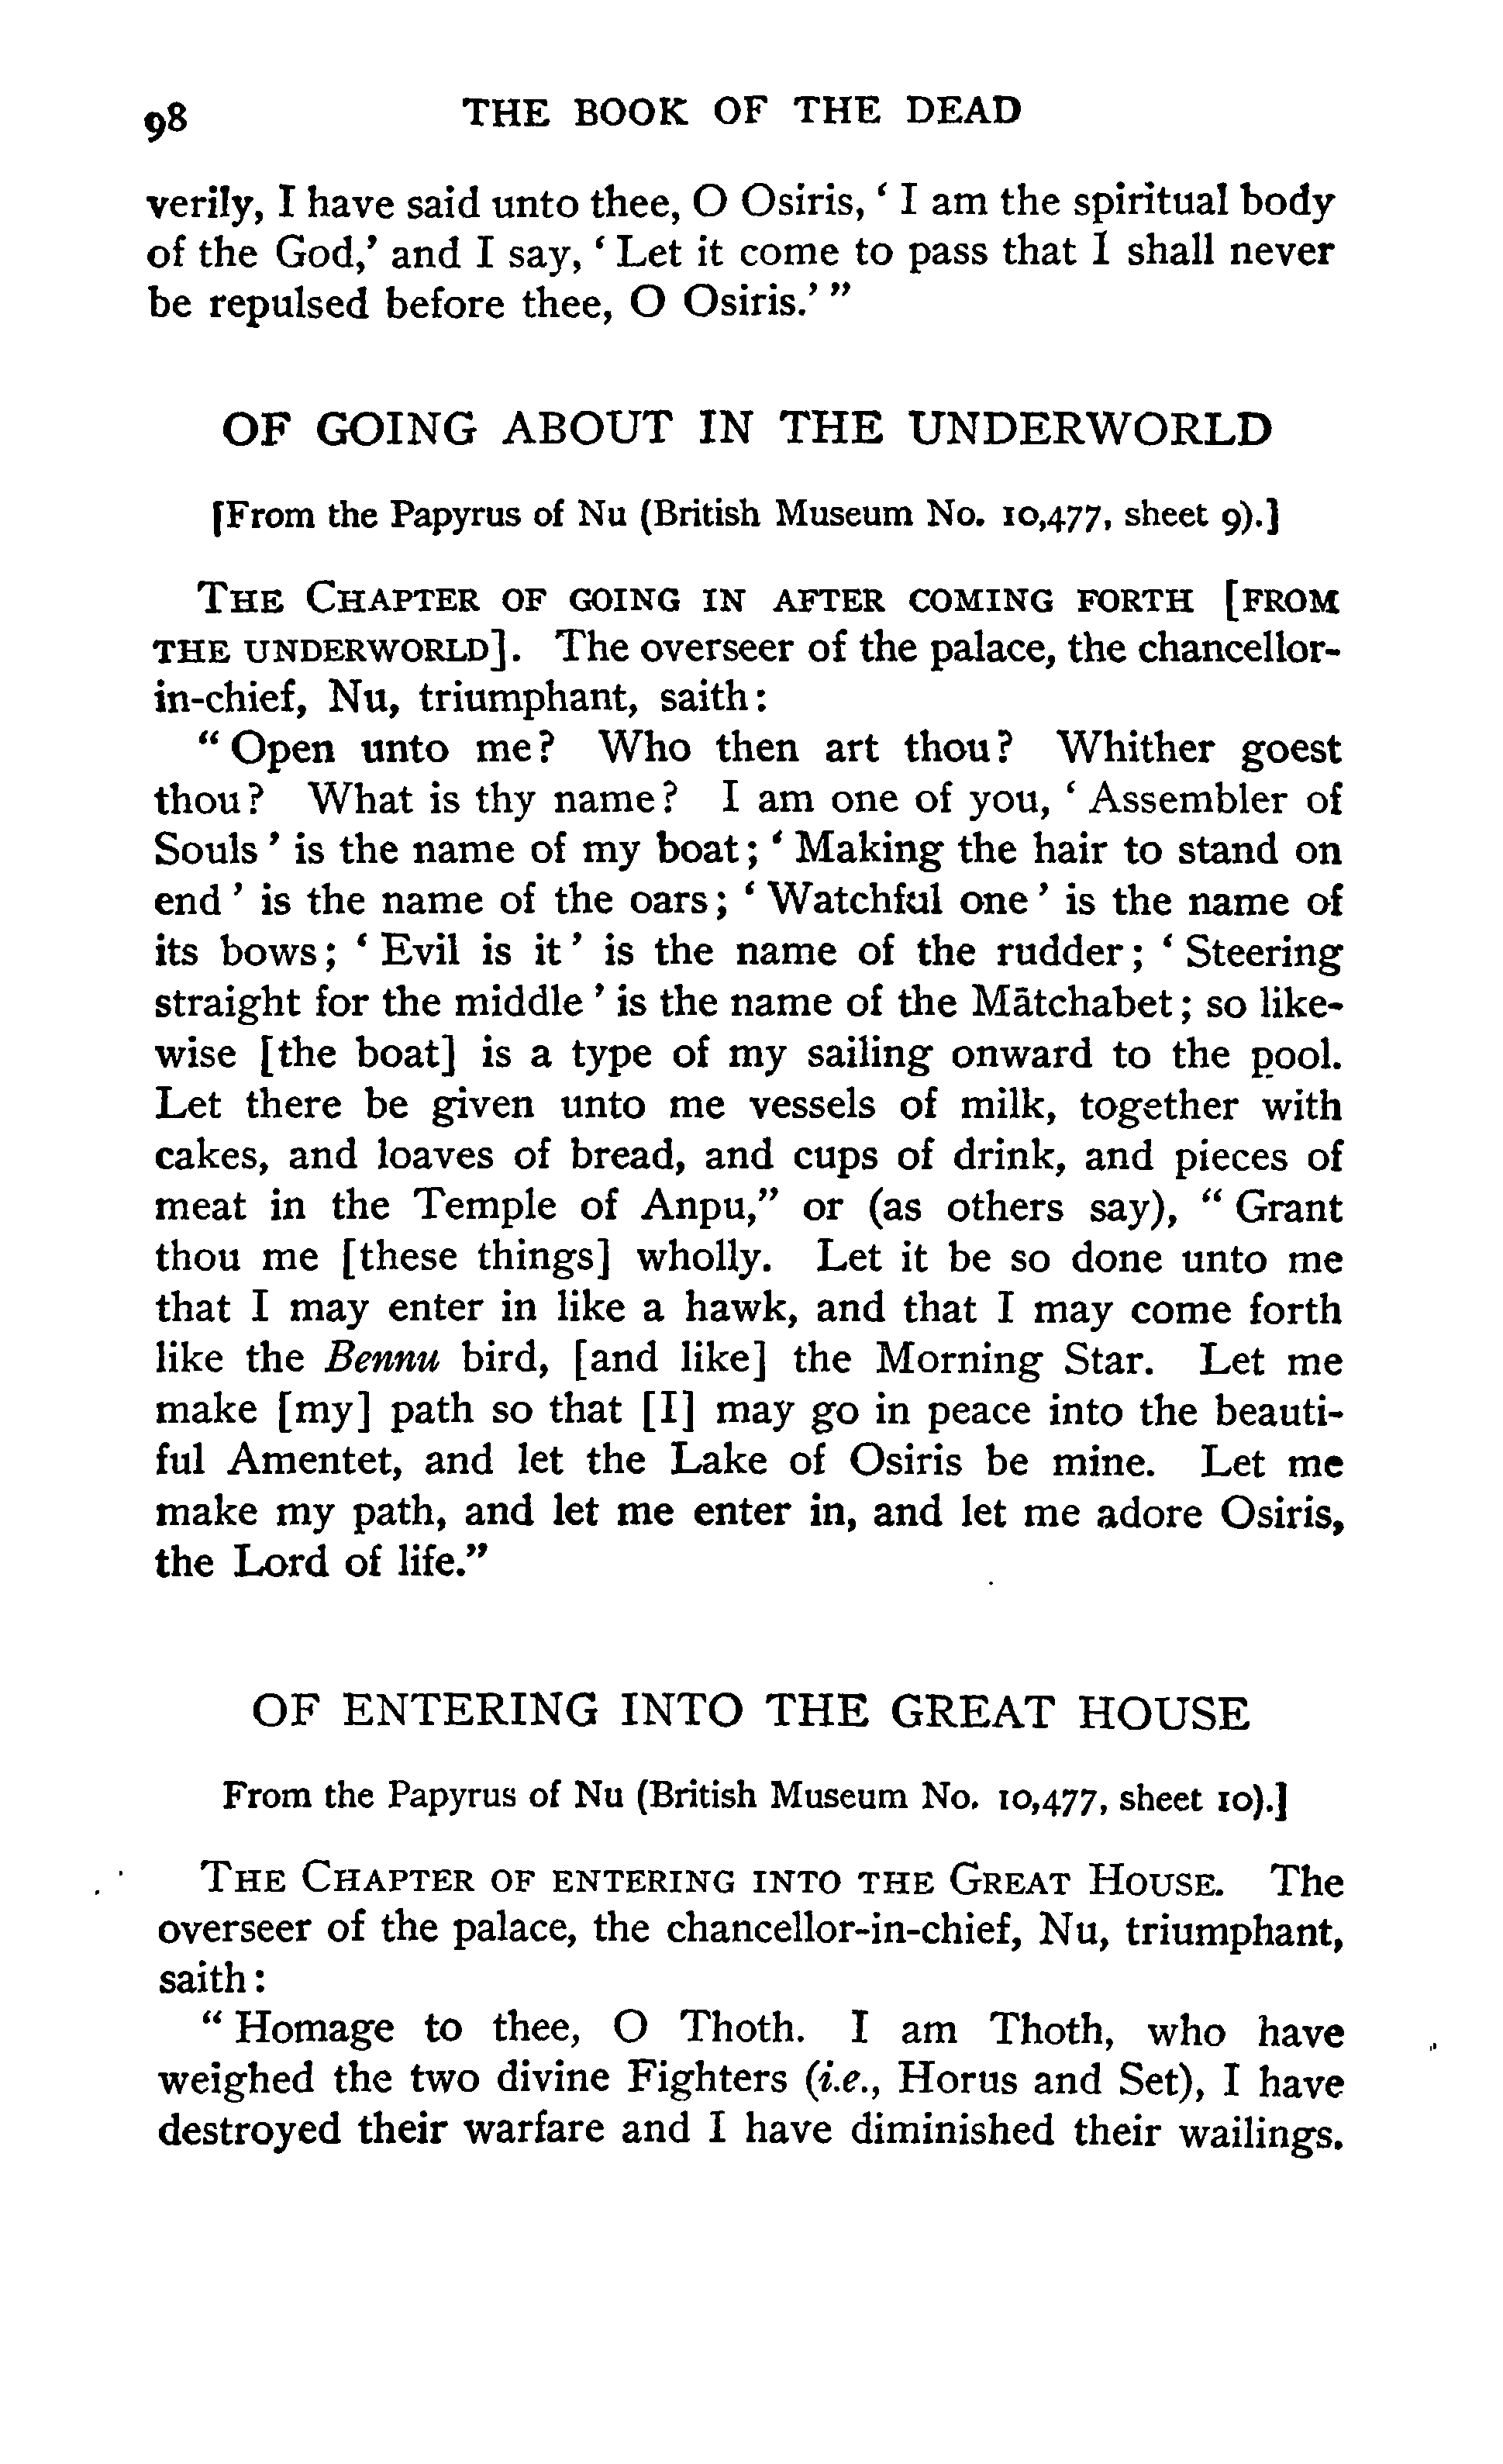 98 THE BOOK OF THE DEAD
verily, I have said unto thee, O Osiris, ‘ I am the spiritual body
of the God,’ and I say, ‘ Let it come to pass that I shall never
be repulsed before thee, O Osiris.’ ”
OF GOING ABOUT IN THE UNDERWORLD
[From the Papyrus of Nu (British Museum No. 10,477, sheet 9).]
THE CHAPTER OF GOING IN AFTER COMING FORTH [FROM
THE UNDERWORLD]. The overseer of the palace, the chancellor-
in-chief, Nu, triumphant, saith:
“ Open unto me? Who then art thou? Whither goest
thou? What is thy name? I am one of you, ‘ Assembler of
Souls ’ is the name of my boat; ‘ Making the hair to stand on
end ’ is the name of the oars; ‘ Watchful one ’ is the name of
its bows; ‘ Evil is it ’ is the name of the rudder; ‘ Steering
straight for the middle ’ is the name of the Mātchabet; so like-
wise [the boat] is a type of my sailing onward to the pool.
Let there be given unto me vessels of milk, together with
cakes, and loaves of bread, and cups of drink, and pieces of
meat in the Temple of Anpu,” or (as others say), “ Grant
thou me [these things] wholly. Let it be so done unto me
that I may enter in like a hawk, and that I may come forth
like the Bennu bird, [and like] the Morning Star. Let me
make [my] path so that [I] may go in peace into the beauti-
ful Amentet, and let the Lake of Osiris be mine. Let me
make my path, and let me enter in, and let me adore Osiris,
the Lord of life.”
OF ENTERING INTO THE GREAT HOUSE
From the Papyrus of Nu (British Museum No. 10,477, sheet 10).]
THE CHAPTER OF ENTERING INTO THE GREAT HOUSE. The
overseer of the palace, the chancellor-in-chief, Nu, triumphant,
saith:
“ Homage to thee, O Thoth. I am Thoth, who have
weighed the two divine Fighters (i.e., Horus and Set), I have
destroyed their warfare and I have diminished their wailings.